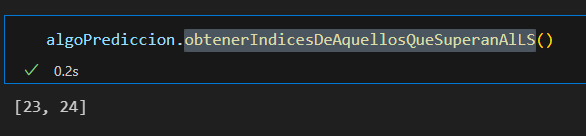 algoPrediccion.obtenerIndicesDeAquellosQueSuperanAlLS()
0.2s
[23, 24]